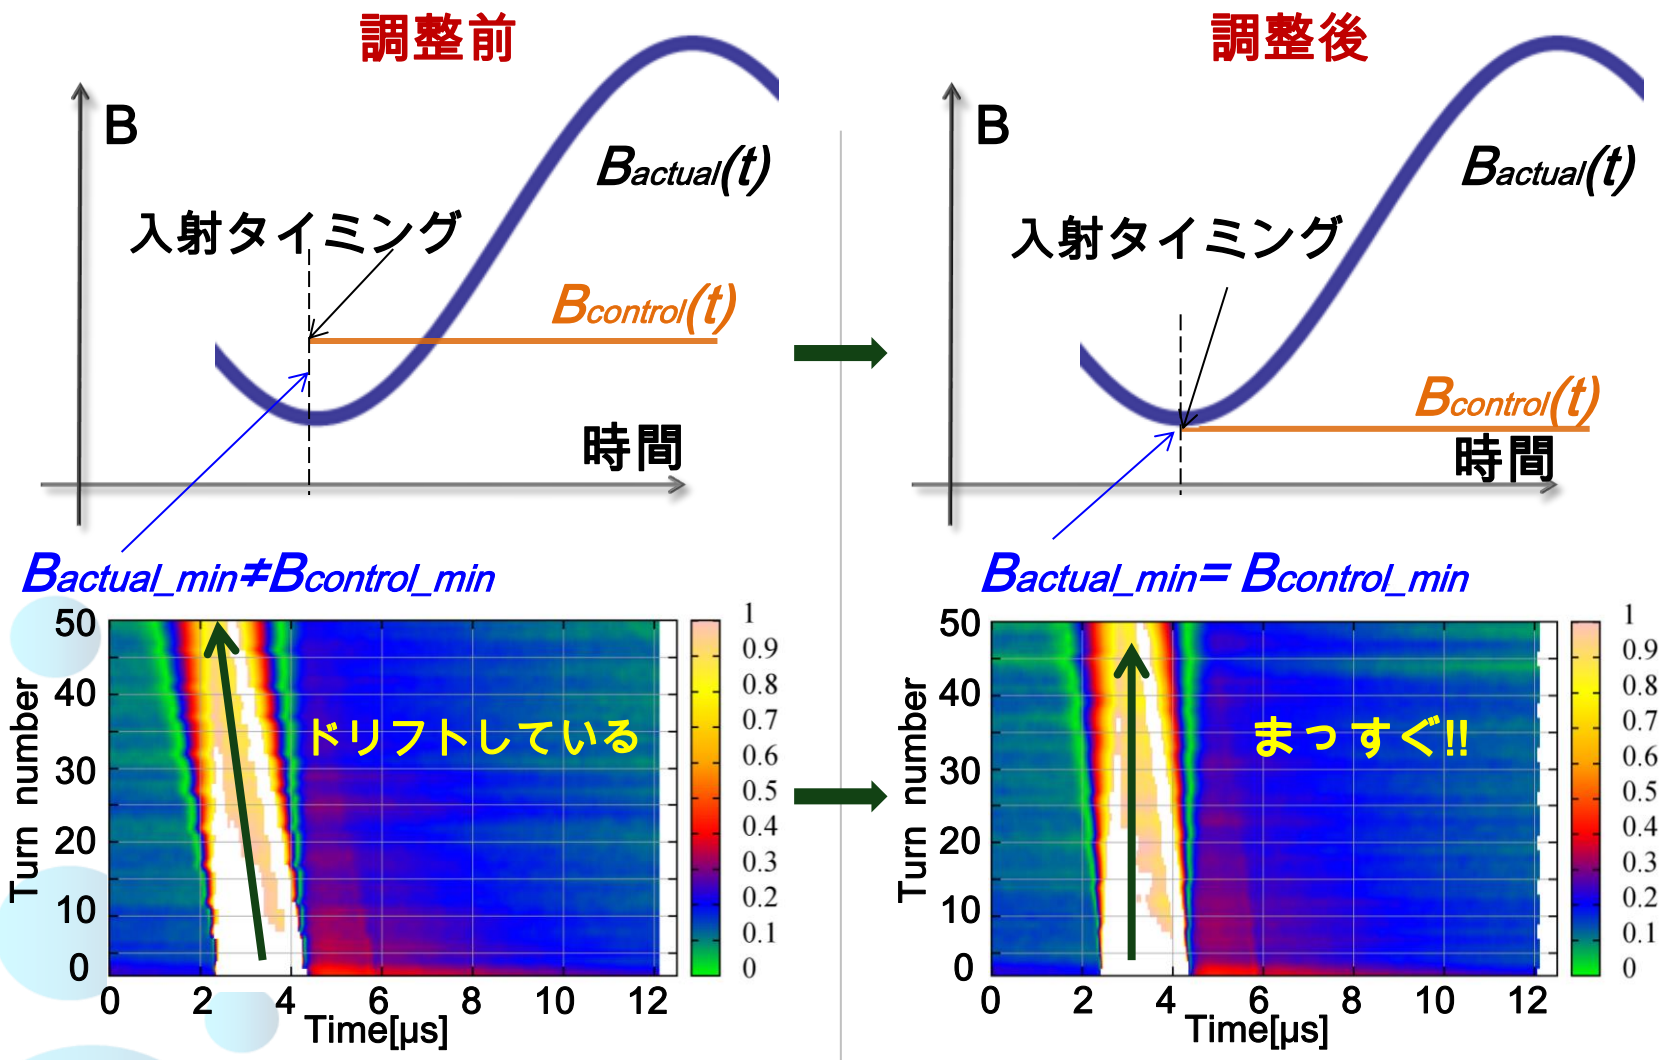 調整前
B
Bactual(t)
入射タイミング
Bcontrol(t)
時間
Bactual_min≠Bcontrol_min
50
40
30
20
10
0
Turn number
ドリフトしている
0 2 4 6 8 10 12
Time[μs]
1
0.9
0.8
0.7
0.6
0.5
0.4
0.3
0.2
0.1
0
調整後
B
Bactual(t)
入射タイミング
Bcontrol(t)
時間
Bactual_min= Bcontrol_min
50
40
30
20
10
0
Turn number
まっすぐ!!
0 2 4 6 8 10 12
Time[μs]
1
0.9
0.8
0.7
0.6
0.5
0.4
0.3
0.2
0.1
0